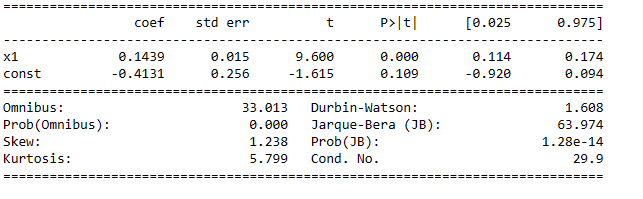 ==============================================================================
                 coef    std err          t      P>|t|      [0.025      0.975]
------------------------------------------------------------------------------
x1             0.1439      0.015      9.600      0.000       0.114       0.174
const         -0.4131      0.256     -1.615      0.109      -0.920       0.094
==============================================================================
Omnibus:                       33.013   Durbin-Watson:                   1.608
Prob(Omnibus):                  0.000   Jarque-Bera (JB):               63.974
Skew:                           1.238   Prob(JB):                     1.28e-14
Kurtosis:                       5.799   Cond. No.                         29.9
==============================================================================